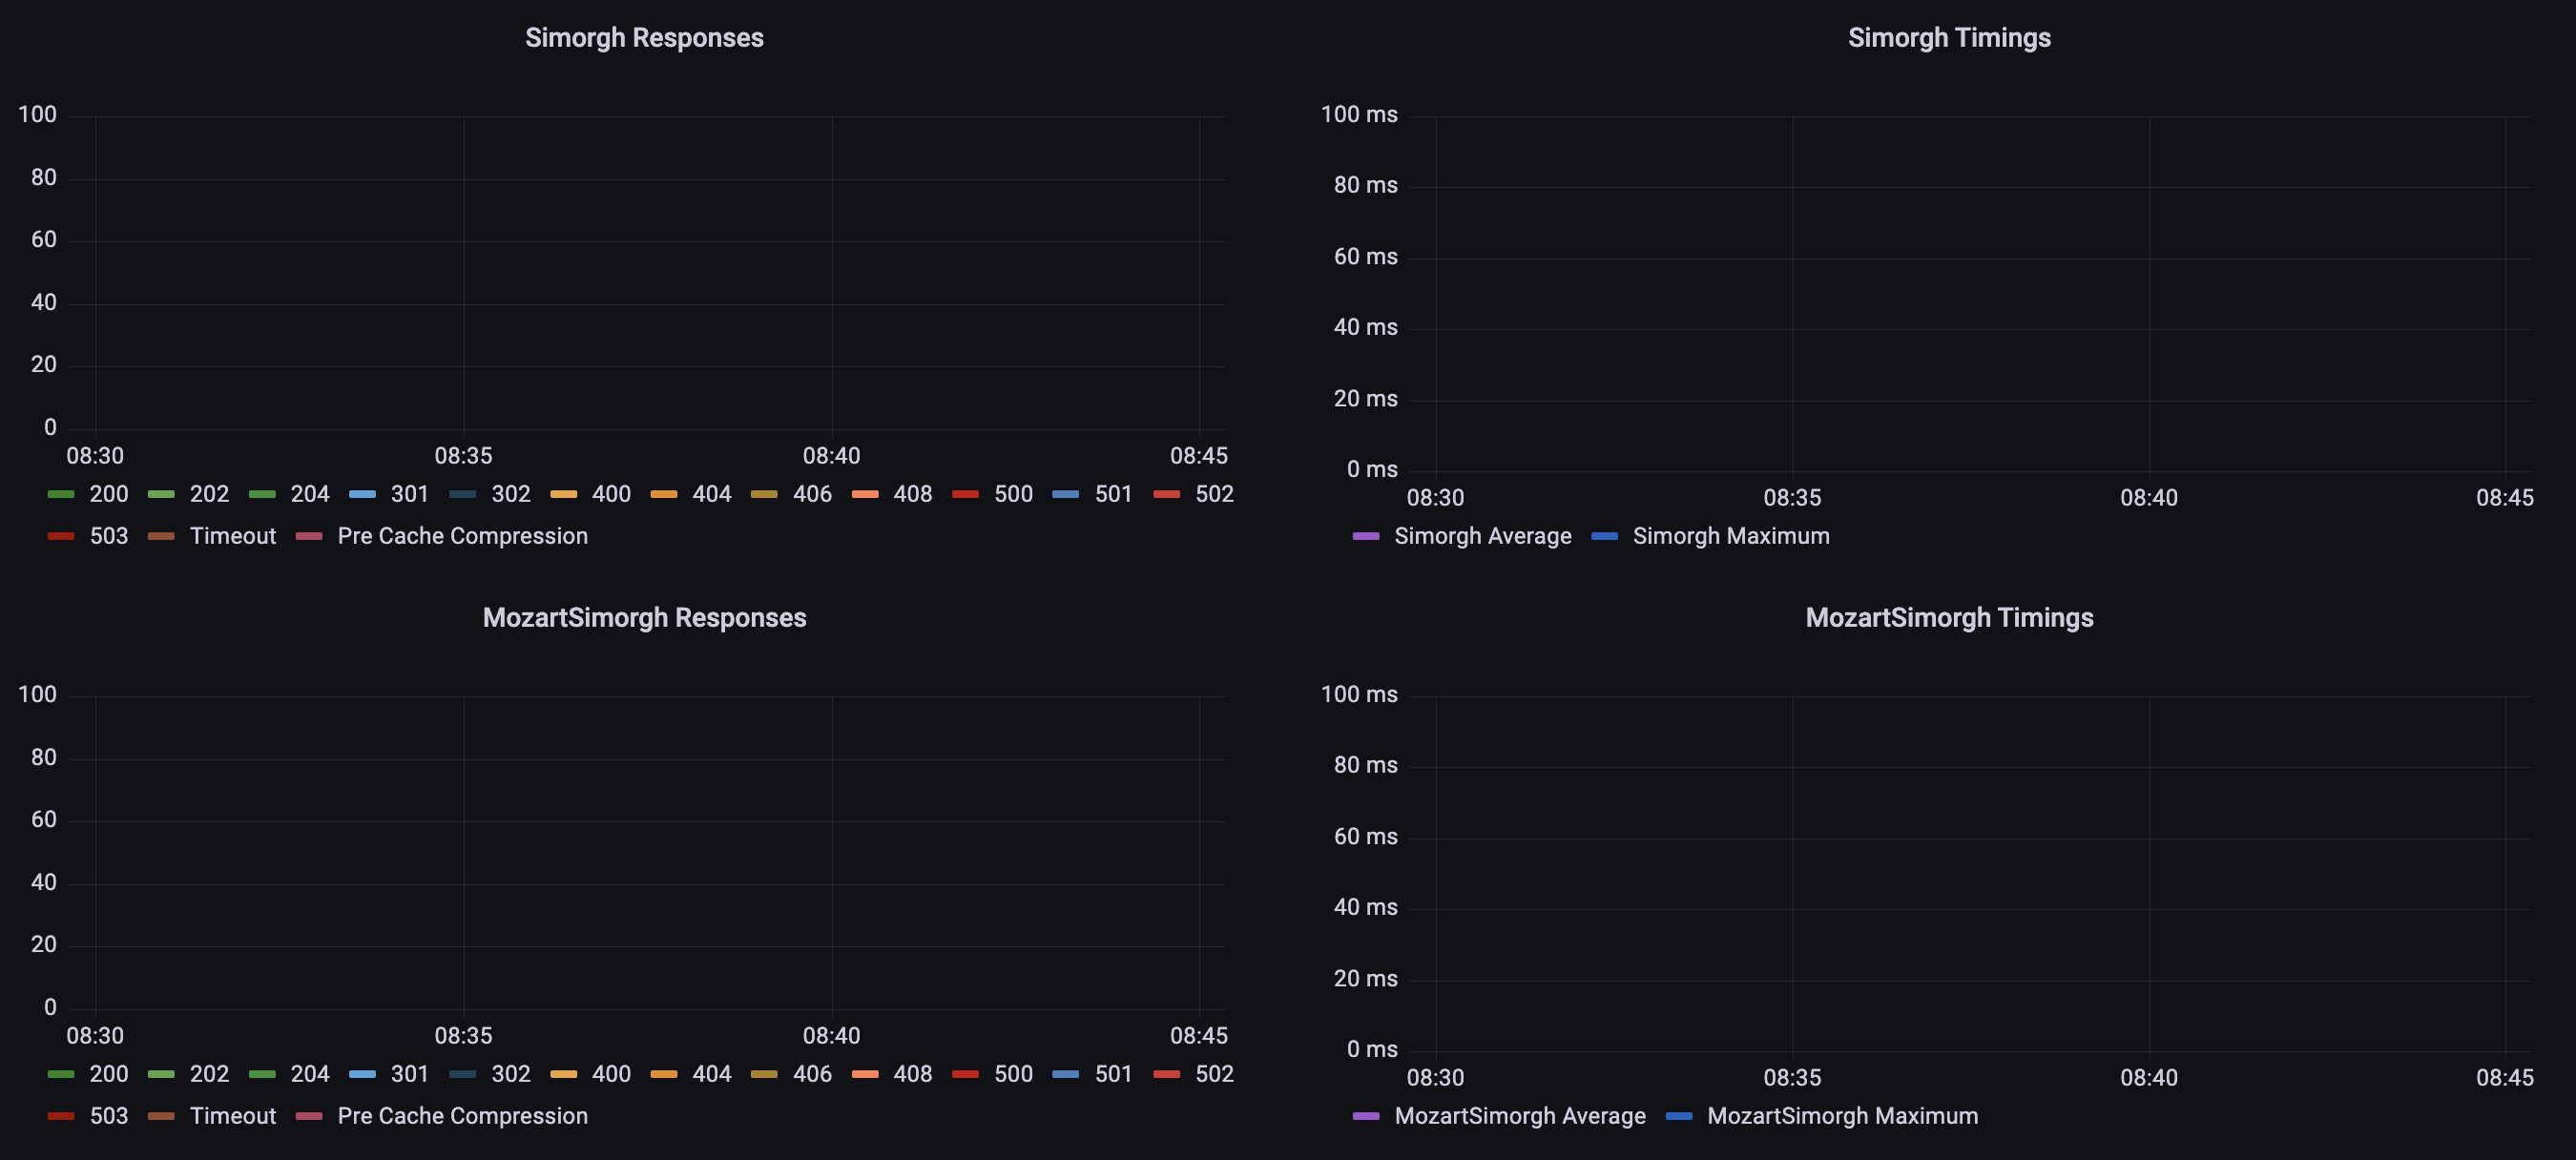 Simorgh Responses
100
80
60
40
20
0
08:30 08:35 08:40 08:45
200 202 204 301 302 400 404 406 408 500 501 502
503 Timeout Pre Cache Compression
Simorgh Timings
100 ms
80 ms
60 ms
40 ms
20 ms
0 ms
08:30 08:35 08:40 08:45
Simorgh Average Simorgh Maximum
MozartSimorgh Responses
100
80
60
40
20
0
08:30 08:35 08:40 08:45
200 202 204 301 302 400 404 406 408 500 501 502
503 Timeout Pre Cache Compression
MozartSimorgh Timings
100 ms
80 ms
60 ms
40 ms
20 ms
0 ms
08:30 08:35 08:40 08:45
MozartSimorgh Average MozartSimorgh Maximum